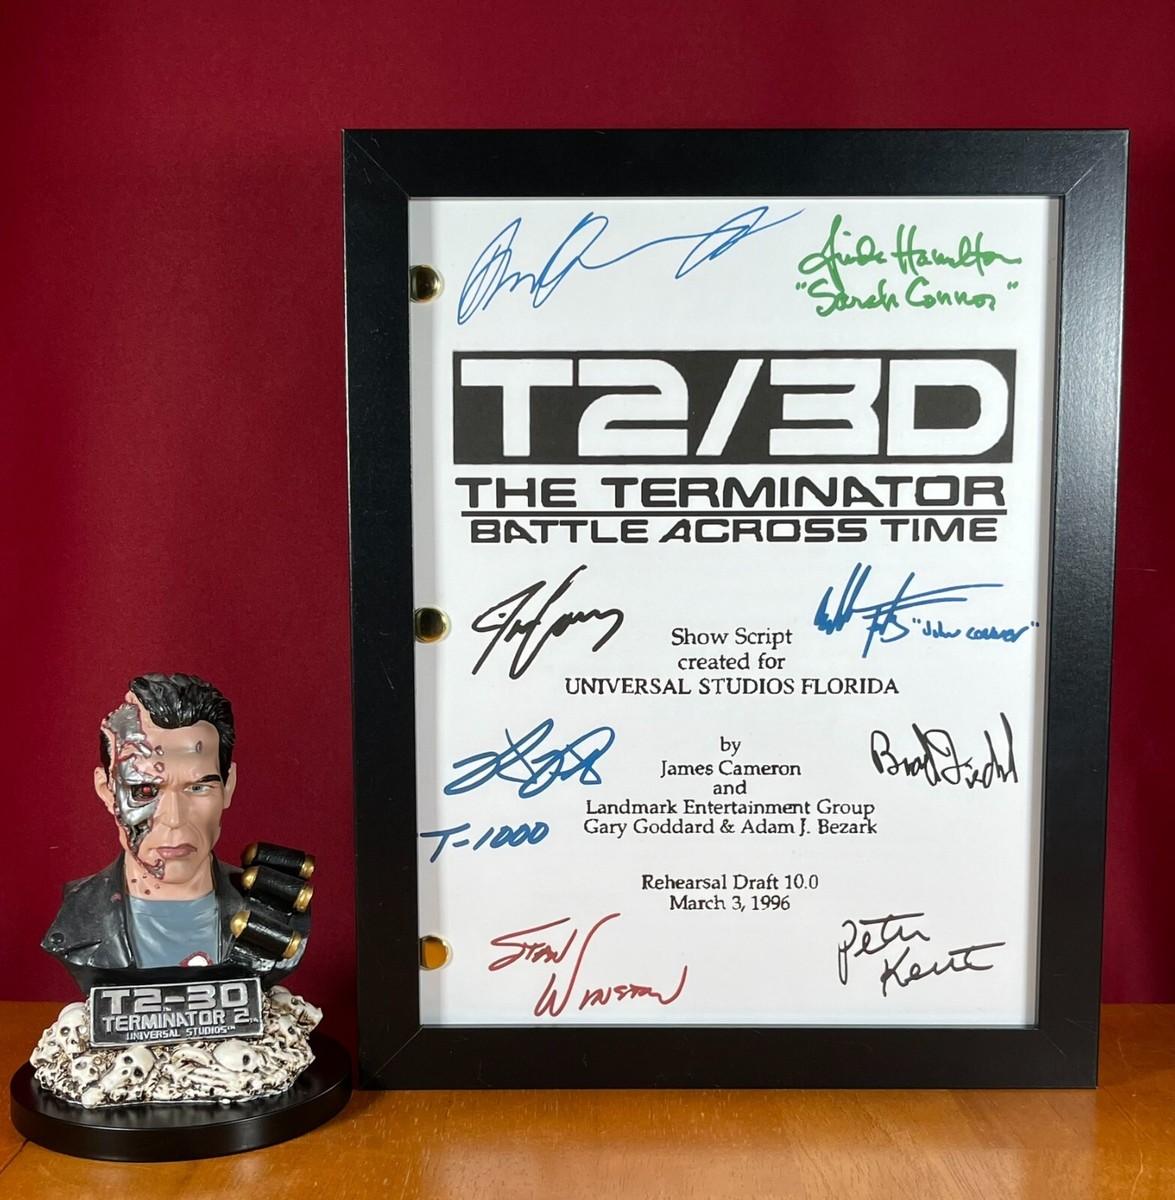 Linda Hamilton
"Sarah Connor"
T2/3D
THE TERMINATOR
BATTLE ACROSS TIME
"John Connor"
Show Script
created for
UNIVERSAL STUDIOS FLORIDA
by
James Cameron
and
Landmark Entertainment Group
Gary Goddard & Adam J. Bezark
T-1000
Rehearsal Draft 10.0
March 3, 1996
Stan
Winston
Peter
Kent
T2-3D
TERMINATOR 2
UNIVERSAL STUDIOS